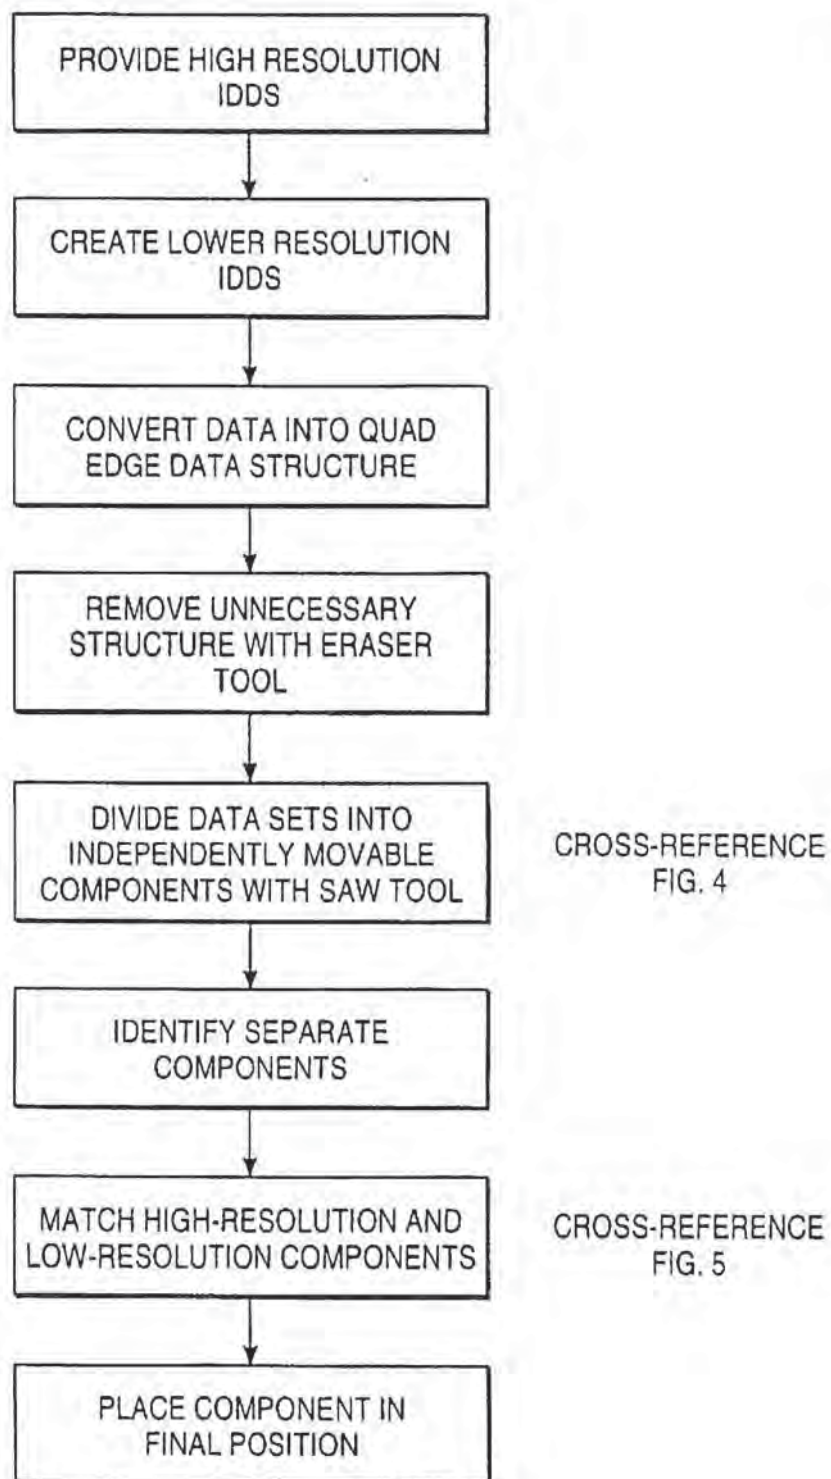 PROVIDE HIGH RESOLUTION
IDDS
CREATE LOWER RESOLUTION
IDDS
CONVERT DATA INTO QUAD
EDGE DATA STRUCTURE
REMOVE UNNECESSARY
STRUCTURE WITH ERASER
TOOL
DIVIDE DATA SETS INTO
INDEPENDENTLY MOVABLE
COMPONENTS WITH SAW TOOL
CROSS-REFERENCE
FIG. 4
IDENTIFY SEPARATE
COMPONENTS
MATCH HIGH-RESOLUTION AND
LOW-RESOLUTION COMPONENTS
CROSS-REFERENCE
FIG. 5
PLACE COMPONENT IN
FINAL POSITION